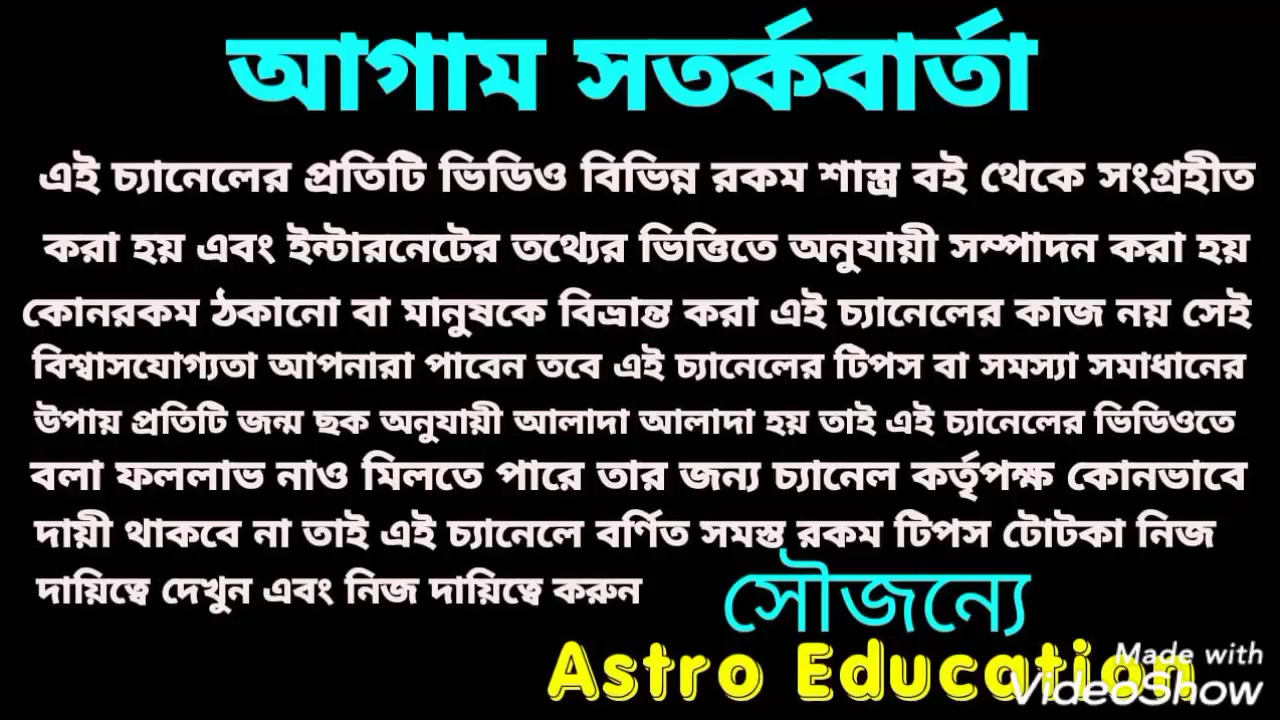 আগাম সতর্কবার্তা
এই চ্যানেলের প্রতিটি ভিডিও বিভিন্ন রকম শাস্ত্র বই থেকে সংগ্রহীত
করা হয় এবং ইন্টারনেটের তথ্যের ভিত্তিতে অনুযায়ী সম্পাদন করা হয়
কোনরকম ঠকানো বা মানুষকে বিভ্রান্ত করা এই চ্যানেলের কাজ নয় সেই
বিশ্বাসযোগ্যতা আপনারা পাবেন তবে এই চ্যানেলের টিপস বা সমস্যা সমাধানের
উপায় প্রতিটি জন্ম ছক অনুযায়ী আলাদা আলাদা হয় তাই এই চ্যানেলের ভিডিওতে
বলা ফললাভ নাও মিলতে পারে তার জন্য চ্যানেল কর্তৃপক্ষ কোনভাবে
দায়ী থাকবে না তাই এই চ্যানেলে বর্ণিত সমস্ত রকম টিপস টোটকা নিজ
দায়িত্বে দেখুন এবং নিজ দায়িত্বে করুন
সৌজন্যে
Astro Education
Made with
VideoShow